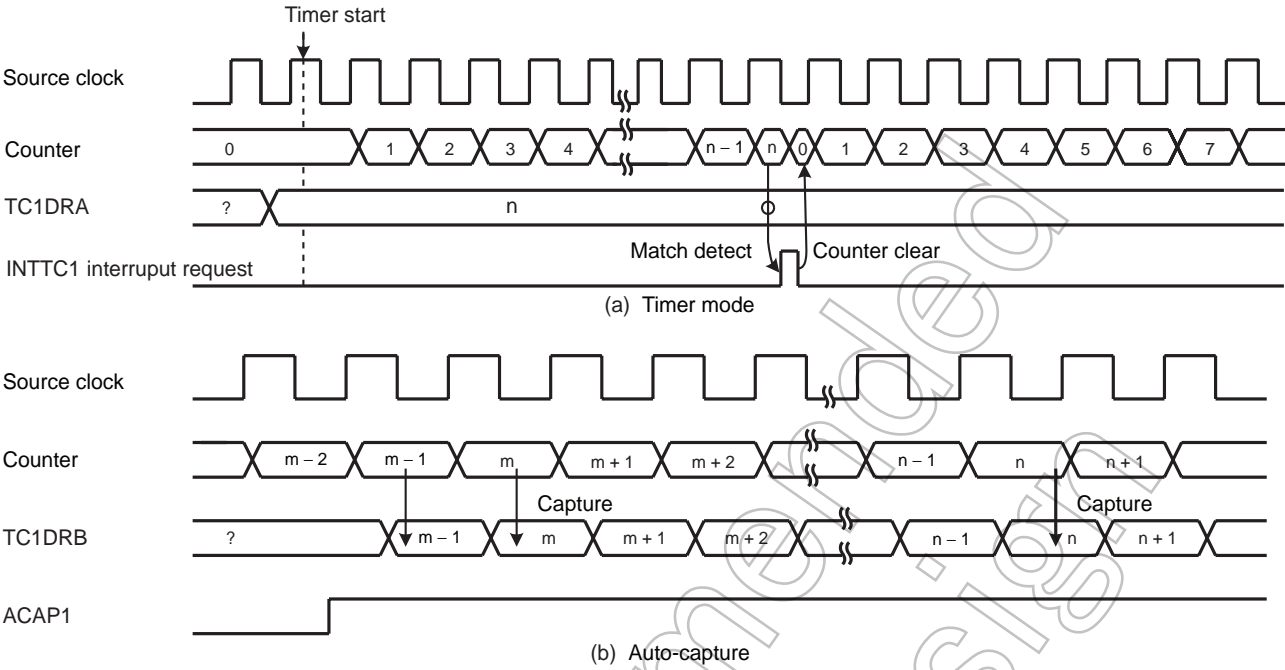 Timer start
Source clock
Counter
0 1 2 3 4 n – 1 n 0 1 2 3 4 5 6 7
TC1DRA
? n
Match detect Counter clear
INTTC1 interruput request
(a) Timer mode
Source clock
Counter
m – 2 m – 1 m m + 1 m + 2 n – 1 n n + 1
Capture Capture
TC1DRB
? m – 1 m m + 1 m + 2 n – 1 n n + 1
ACAP1
(b) Auto-capture